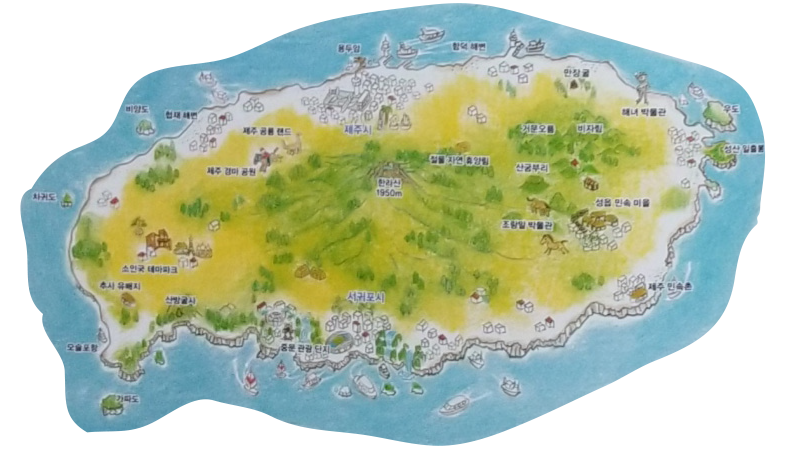 용두암
함덕 해변
만장굴
비양도
협재 해변
해녀 박물관
우도
제주 공룡 랜드
제주시
거문오름
비자림
성산 일출봉
제주 경마 공원
절물 자연 휴양림
산굼부리
한라산
1950m
차귀도
성읍 민속 마을
조랑말 박물관
소인국 테마파크
추사 유배지
산방굴사
서귀포시
제주 민속촌
모슬포항
중문 관광 단지
가파도